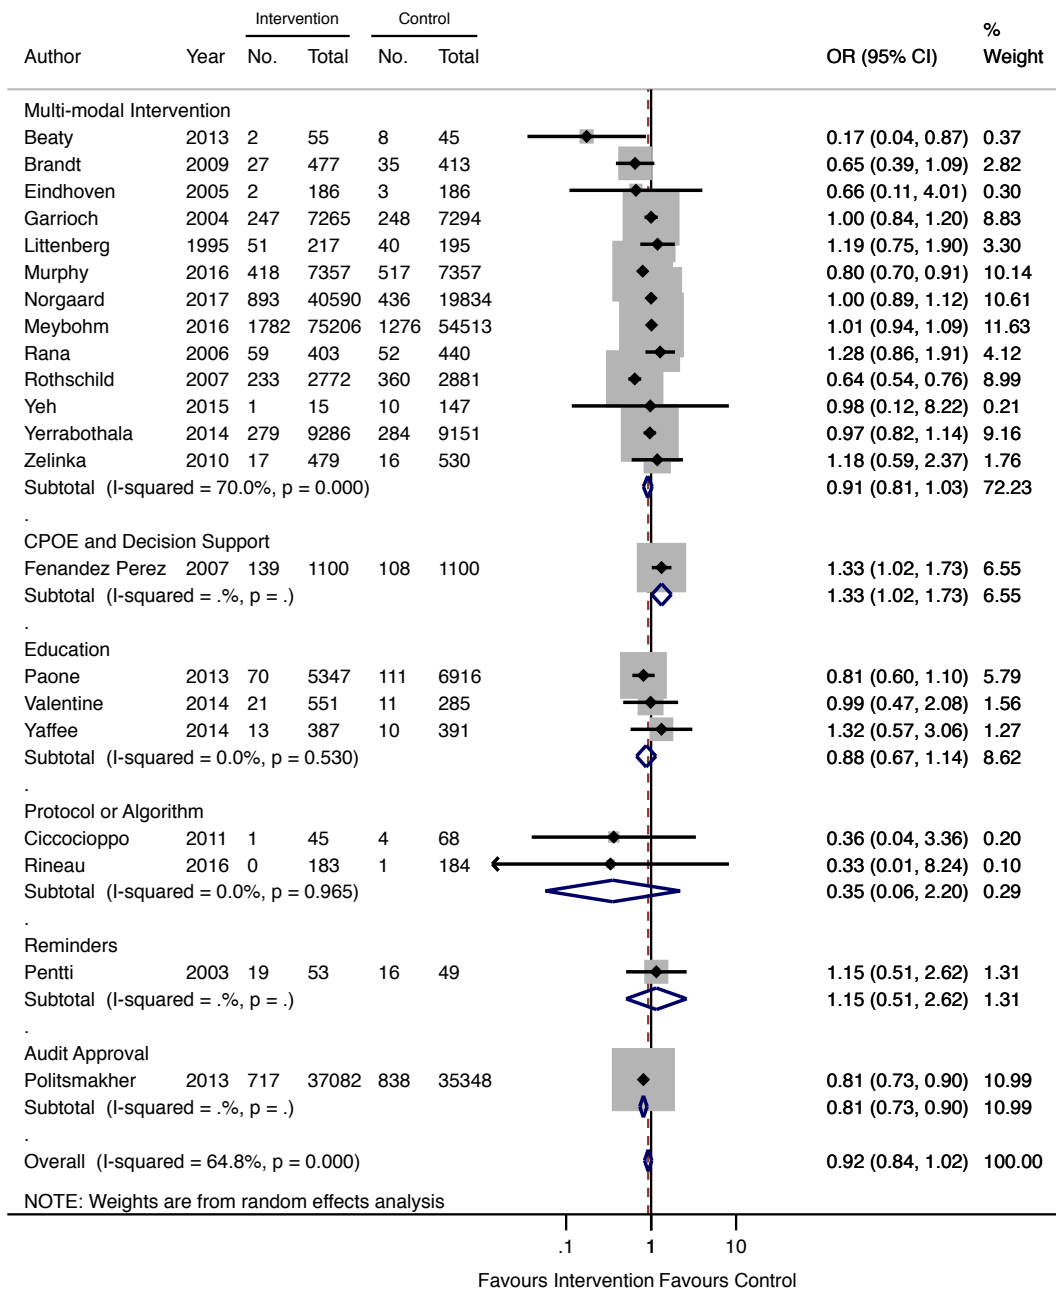 Intervention Control %
Author Year No. Total No. Total OR (95% CI) Weight
Multi-modal Intervention
Beaty 2013 2 55 8 45 0.17 (0.04, 0.87) 0.37
Brandt 2009 27 477 35 413 0.65 (0.39, 1.09) 2.82
Eindhoven 2005 2 186 3 186 0.66 (0.11, 4.01) 0.30
Garrioch 2004 247 7265 248 7294 1.00 (0.84, 1.20) 8.83
Littenberg 1995 51 217 40 195 1.19 (0.75, 1.90) 3.30
Murphy 2016 418 7357 517 7357 0.80 (0.70, 0.91) 10.14
Norgaard 2017 893 40590 436 19834 1.00 (0.89, 1.12) 10.61
Meybohm 2016 1782 75206 1276 54513 1.01 (0.94, 1.09) 11.63
Rana 2006 59 403 52 440 1.28 (0.86, 1.91) 4.12
Rothschild 2007 233 2772 360 2881 0.64 (0.54, 0.76) 8.99
Yeh 2015 1 15 10 147 0.98 (0.12, 8.22) 0.21
Yerrabothala 2014 279 9286 284 9151 0.97 (0.82, 1.14) 9.16
Zelinka 2010 17 479 16 530 1.18 (0.59, 2.37) 1.76
Subtotal (I-squared = 70.0%, p = 0.000) 0.91 (0.81, 1.03) 72.23
.
CPOE and Decision Support
Fenandez Perez 2007 139 1100 108 1100 1.33 (1.02, 1.73) 6.55
Subtotal (I-squared = .%, p = .) 1.33 (1.02, 1.73) 6.55
.
Education
Paone 2013 70 5347 111 6916 0.81 (0.60, 1.10) 5.79
Valentine 2014 21 551 11 285 0.99 (0.47, 2.08) 1.56
Yaffee 2014 13 387 10 391 1.32 (0.57, 3.06) 1.27
Subtotal (I-squared = 0.0%, p = 0.530) 0.88 (0.67, 1.14) 8.62
.
Protocol or Algorithm
Ciccocioppo 2011 1 45 4 68 0.36 (0.04, 3.36) 0.20
Rineau 2016 0 183 1 184 0.33 (0.01, 8.24) 0.10
Subtotal (I-squared = 0.0%, p = 0.965) 0.35 (0.06, 2.20) 0.29
.
Reminders
Pentti 2003 19 53 16 49 1.15 (0.51, 2.62) 1.31
Subtotal (I-squared = .%, p = .) 1.15 (0.51, 2.62) 1.31
.
Audit Approval
Politsmakher 2013 717 37082 838 35348 0.81 (0.73, 0.90) 10.99
Subtotal (I-squared = .%, p = .) 0.81 (0.73, 0.90) 10.99
.
Overall (I-squared = 64.8%, p = 0.000) 0.92 (0.84, 1.02) 100.00
NOTE: Weights are from random effects analysis
.1 1 10
Favours Intervention Favours Control